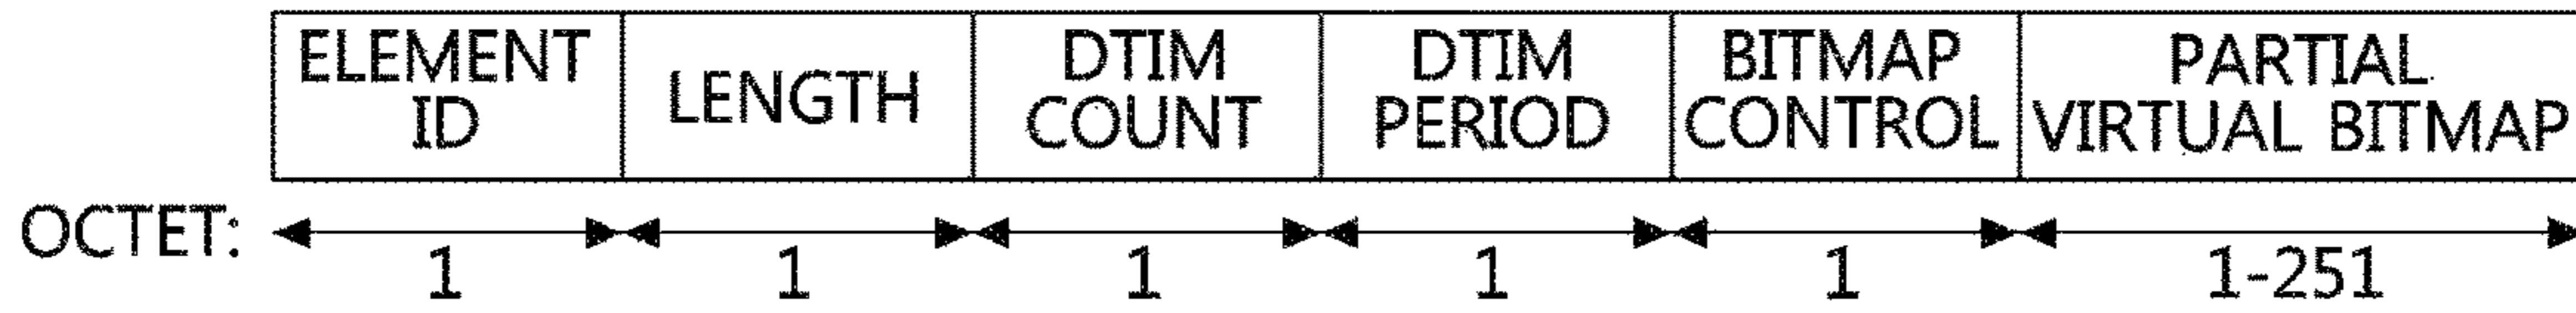 ELEMENT ID
LENGTH
DTIM COUNT
DTIM PERIOD
BITMAP CONTROL
PARTIAL VIRTUAL BITMAP
OCTET: 1 1 1 1 1 1-251